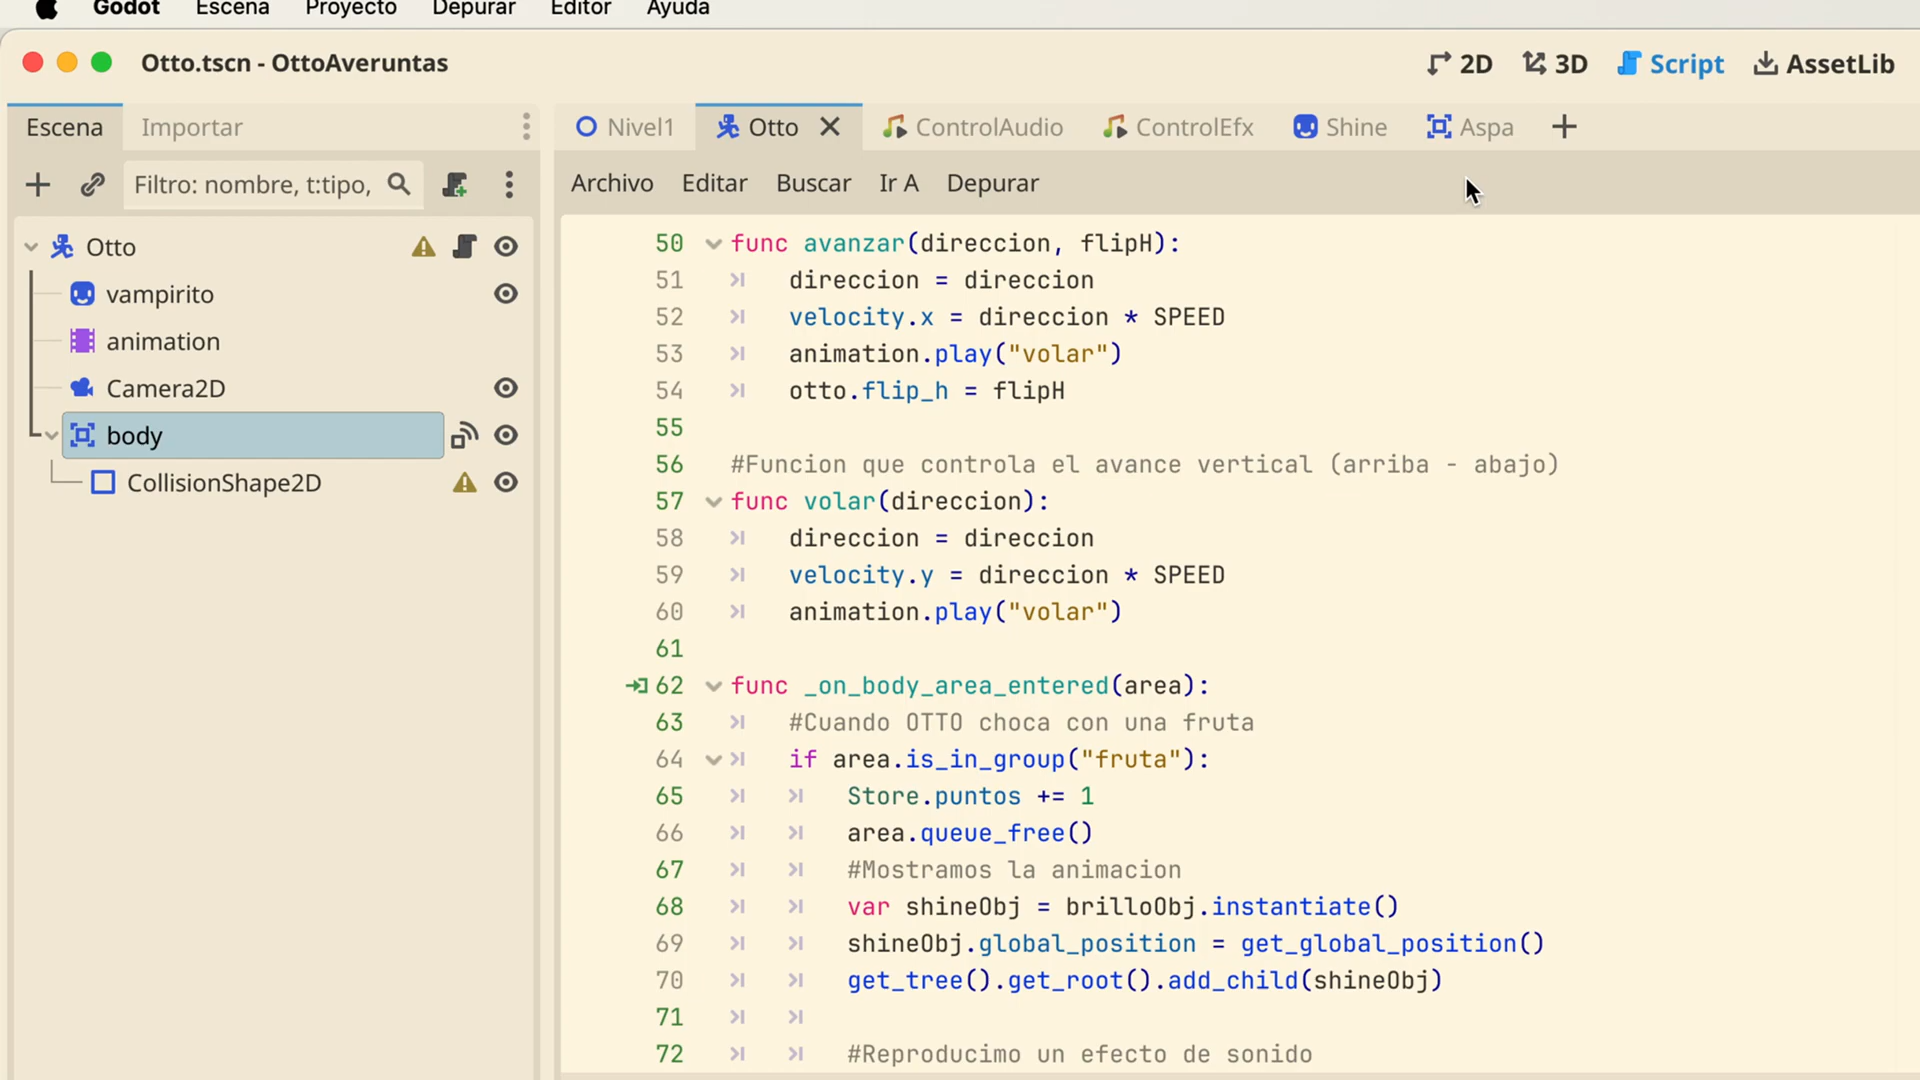 Godot Escena Proyecto Depurar Editor Ayuda
Otto.tscn - OttoAveruntas
2D 3D Script AssetLib
Escena Importar
Nivel1 Otto ControlAudio ControlEfx Shine Aspa
Filtro: nombre, t:tipo,
Archivo Editar Buscar Ir A Depurar
Otto
vampirito
animation
Camera2D
body
CollisionShape2D
50 func avanzar(direccion, flipH):
51 direccion = direccion
52 velocity.x = direccion * SPEED
53 animation.play("volar")
54 otto.flip_h = flipH
55
56 #Funcion que controla el avance vertical (arriba - abajo)
57 func volar(direccion):
58 direccion = direccion
59 velocity.y = direccion * SPEED
60 animation.play("volar")
61
62 func _on_body_area_entered(area):
63 #Cuando OTTO choca con una fruta
64 if area.is_in_group("fruta"):
65 Store.puntos += 1
66 area.queue_free()
67 #Mostramos la animacion
68 var shineObj = brilloObj.instantiate()
69 shineObj.global_position = get_global_position()
70 get_tree().get_root().add_child(shineObj)
71
72 #Reproducimo un efecto de sonido